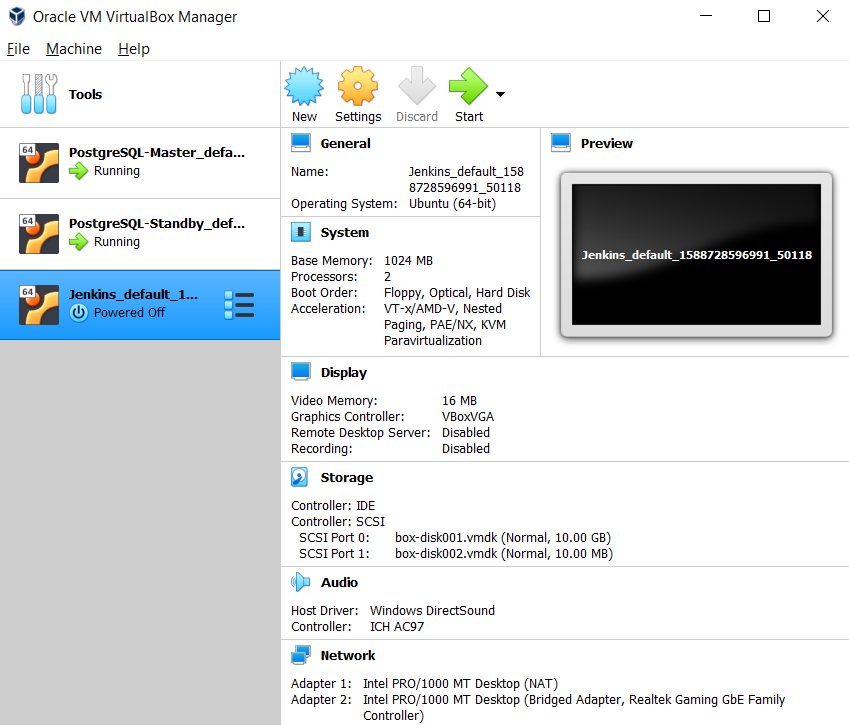 Oracle VM VirtualBox Manager
File Machine Help
Tools
New Settings Discard Start
64
PostgreSQL-Master_defa...
Running
64
PostgreSQL-Standby_def...
Running
64
Jenkins_default_1...
Powered Off
General
Name: Jenkins_default_158
8728596991_50118
Operating System: Ubuntu (64-bit)
System
Base Memory: 1024 MB
Processors: 2
Boot Order: Floppy, Optical, Hard Disk
Acceleration: VT-x/AMD-V, Nested
Paging, PAE/NX, KVM
Paravirtualization
Preview
Jenkins_default_1588728596991_50118
Display
Video Memory: 16 MB
Graphics Controller: VBoxVGA
Remote Desktop Server: Disabled
Recording: Disabled
Storage
Controller: IDE
Controller: SCSI
SCSI Port 0: box-disk001.vmdk (Normal, 10.00 GB)
SCSI Port 1: box-disk002.vmdk (Normal, 10.00 MB)
Audio
Host Driver: Windows DirectSound
Controller: ICH AC97
Network
Adapter 1: Intel PRO/1000 MT Desktop (NAT)
Adapter 2: Intel PRO/1000 MT Desktop (Bridged Adapter, Realtek Gaming GbE Family
Controller)